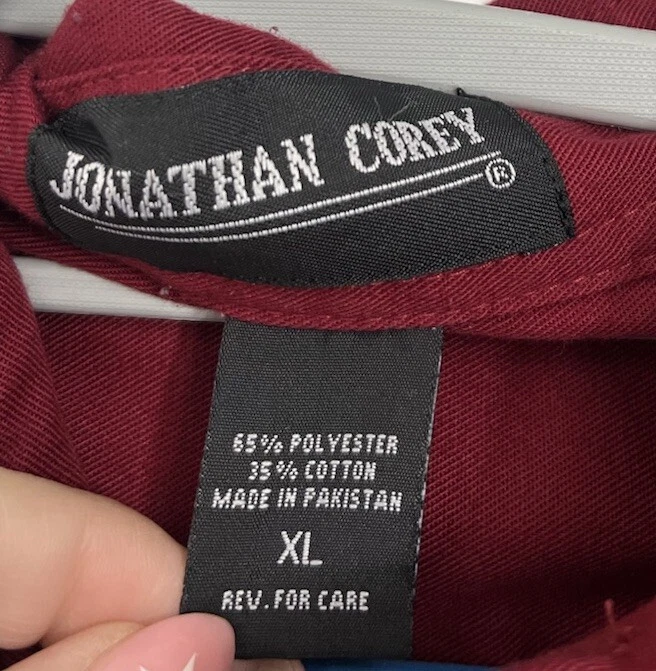 JONATHAN COREY
®
65% POLYESTER
35% COTTON
MADE IN PAKISTAN
XL
REV. FOR CARE